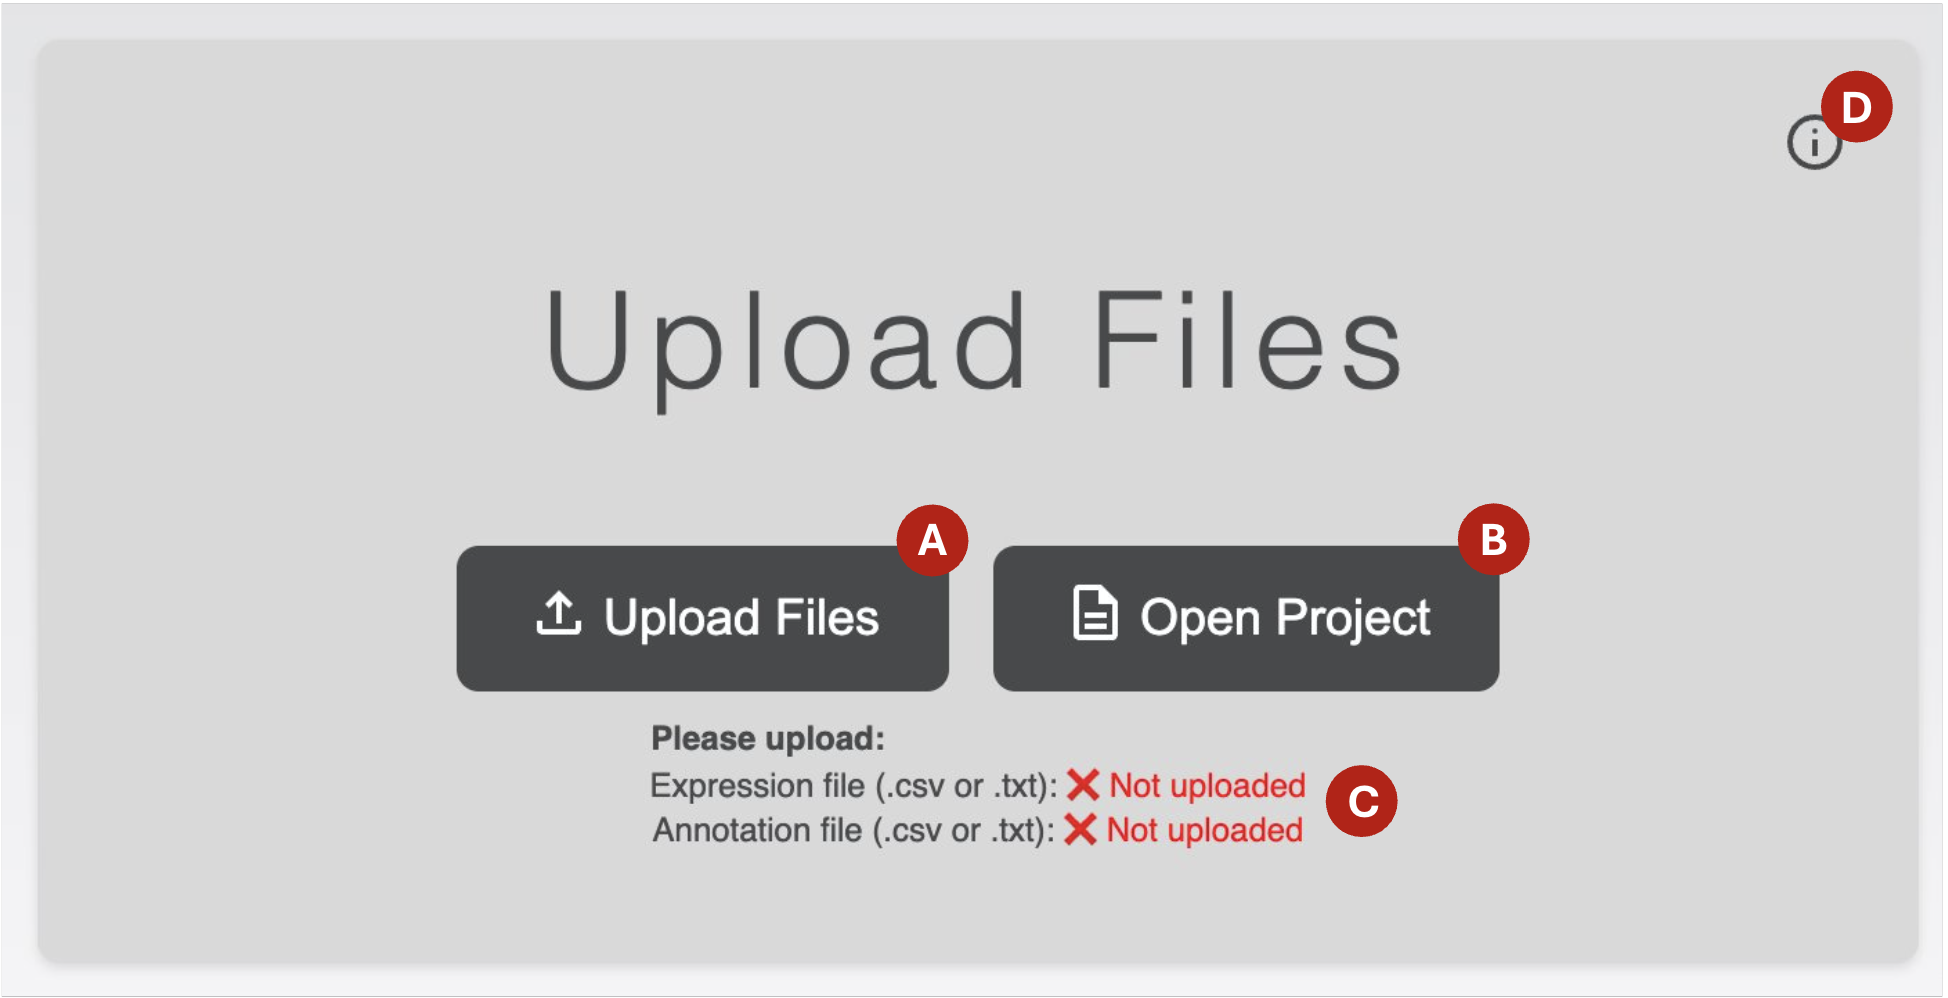 D
i
Upload Files
A
B
Upload Files
Open Project
Please upload:
Expression file (.csv or .txt): ❌ Not uploaded
C
Annotation file (.csv or .txt): ❌ Not uploaded